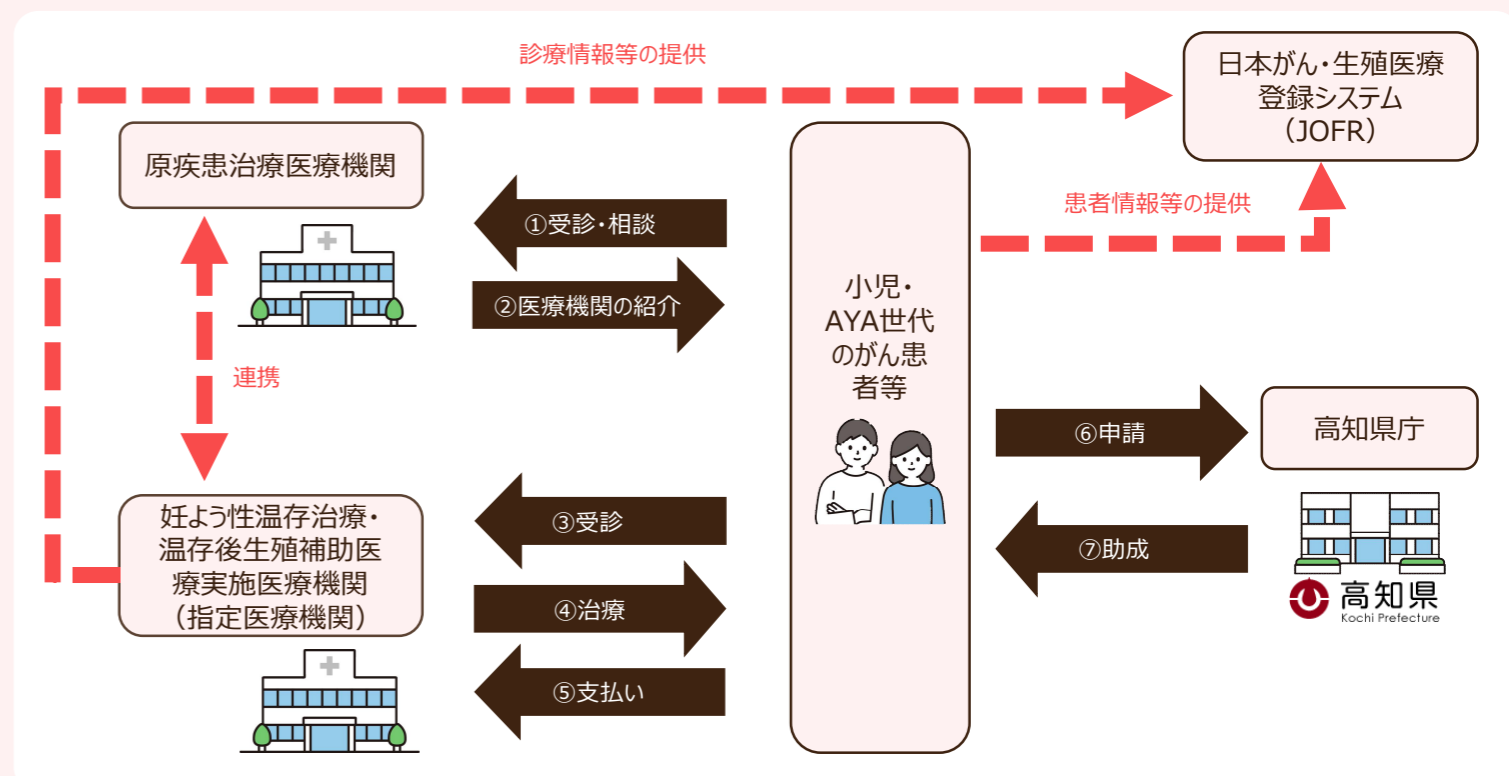 診療情報等の提供
日本がん・生殖医療
登録システム
（JOFR）
原疾患治療医療機関
患者情報等の提供
①受診・相談
②医療機関の紹介
小児・
AYA世代
のがん患
者等
連携
⑥申請
高知県庁
妊よう性温存治療・
温存後生殖補助医
療実施医療機関
（指定医療機関）
③受診
⑦助成
④治療
高知県
Kochi Prefecture
⑤支払い